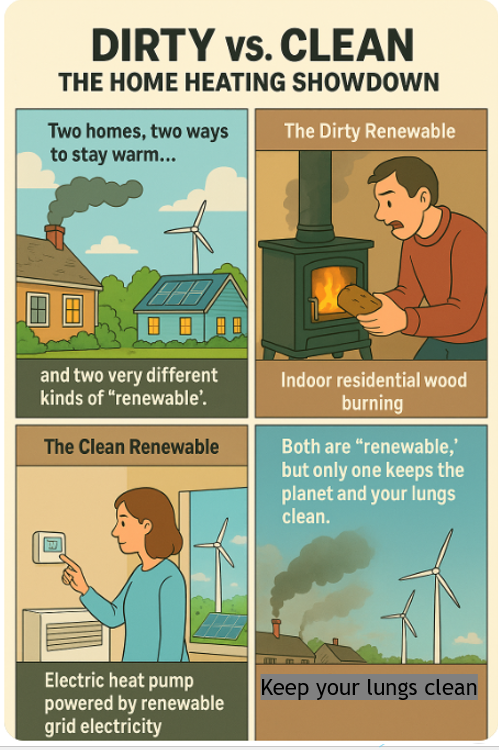 DIRTY vs. CLEAN
THE HOME HEATING SHOWDOWN
Two homes, two ways
to stay warm...
and two very different
kinds of “renewable’.
The Dirty Renewable
Indoor residential wood
burning
The Clean Renewable
Electric heat pump
powered by renewable
grid electricity
Both are “renewable,’
but only one keeps the
planet and your lungs
clean.
Keep your lungs clean